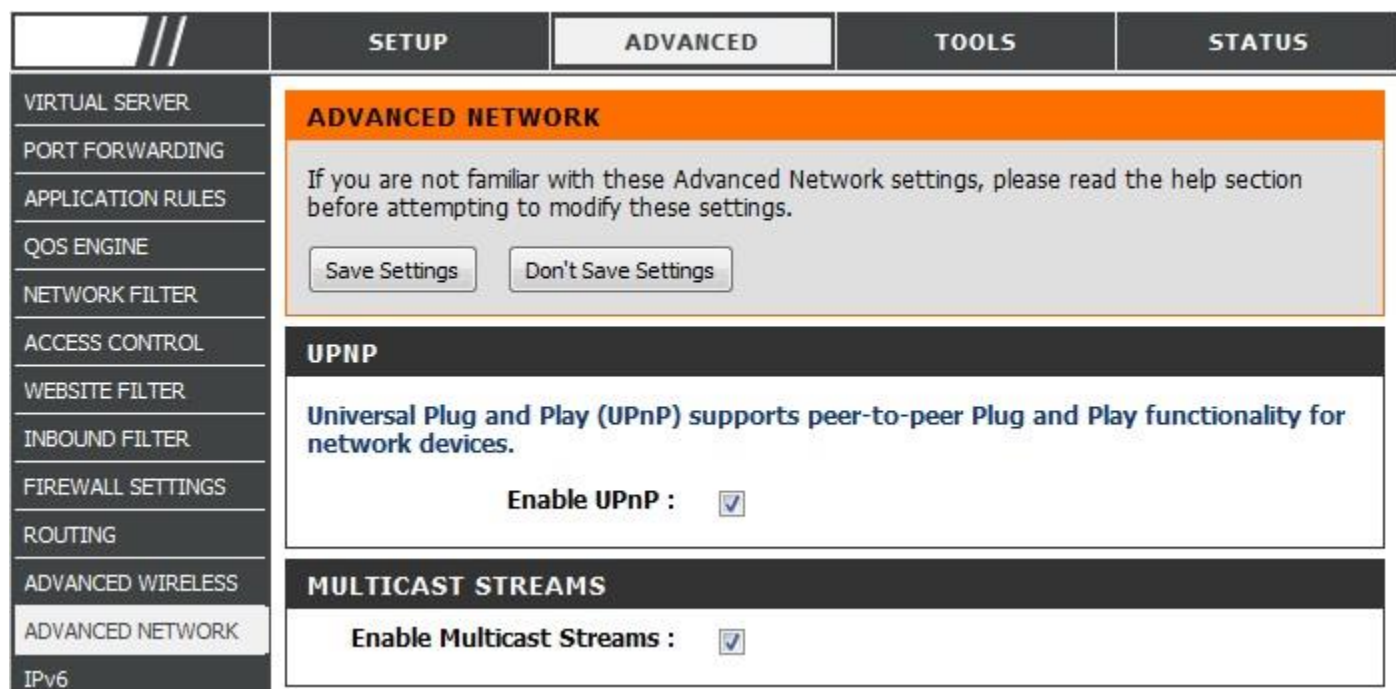 SETUP
ADVANCED
TOOLS
STATUS
VIRTUAL SERVER
PORT FORWARDING
APPLICATION RULES
QOS ENGINE
NETWORK FILTER
ACCESS CONTROL
WEBSITE FILTER
INBOUND FILTER
FIREWALL SETTINGS
ROUTING
ADVANCED WIRELESS
ADVANCED NETWORK
IPv6
ADVANCED NETWORK
If you are not familiar with these Advanced Network settings, please read the help section
before attempting to modify these settings.
Save Settings
Don't Save Settings
UPNP
Universal Plug and Play (UPnP) supports peer-to-peer Plug and Play functionality for
network devices.
Enable UPnP :
MULTICAST STREAMS
Enable Multicast Streams :